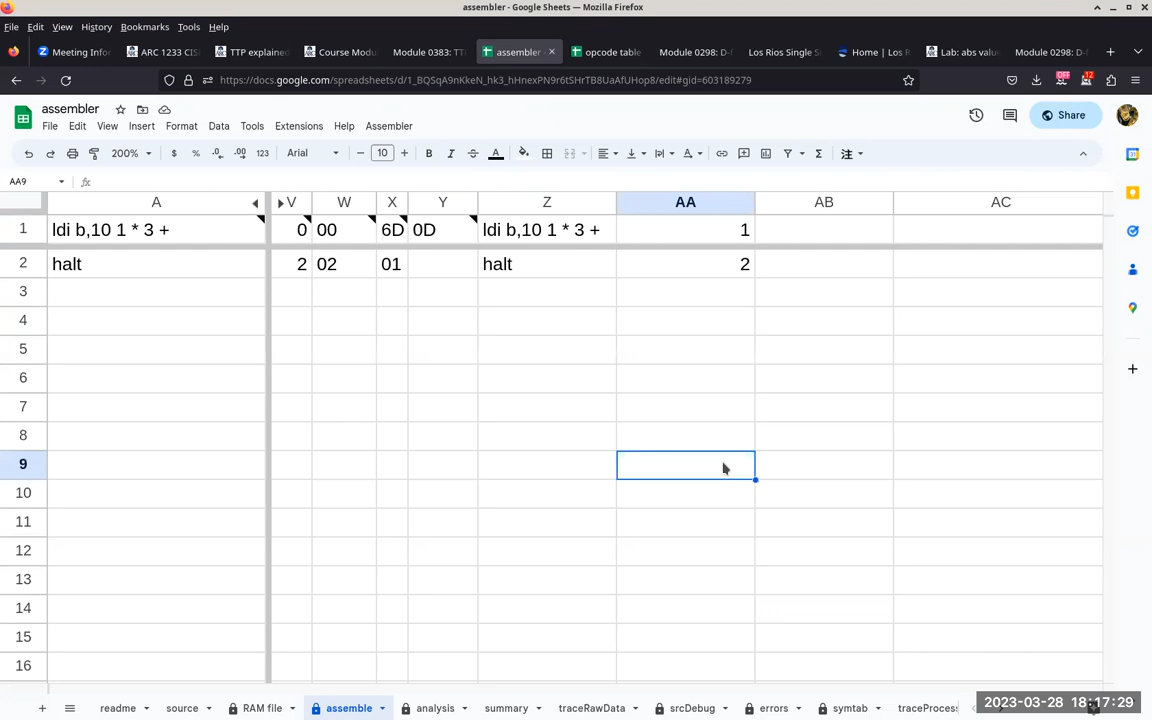 assembler - Google Sheets — Mozilla Firefox
File Edit View History Bookmarks Tools Help
Meeting Infor ARC 1233 CIS TTP explained Course Modu Module 0383: TT assembler opcode table Module 0298: D-f Los Rios Single S Home | Los R Lab: abs value Module 0298: D-f
https://docs.google.com/spreadsheets/d/1_BQSqA9nKkeN_hk3_hHnexPN9r6tSHrTB8UaAfUHop8/edit#gid=603189279
OFF 12
assembler
File Edit View Insert Format Data Tools Extensions Help Assembler
Share
200% $ % .0 .00 123 Arial 10 B I S A
AA9 fx
A V W X Y Z AA AB AC
1 ldi b,10 1 * 3 + 0 00 6D 0D ldi b,10 1 * 3 + 1
2 halt 2 02 01 halt 2
3
4
5
6
7
8
9
10
11
12
13
14
15
16
readme source RAM file assemble analysis summary traceRawData srcDebug errors symtab traceProcess
2023-03-28 18:17:29